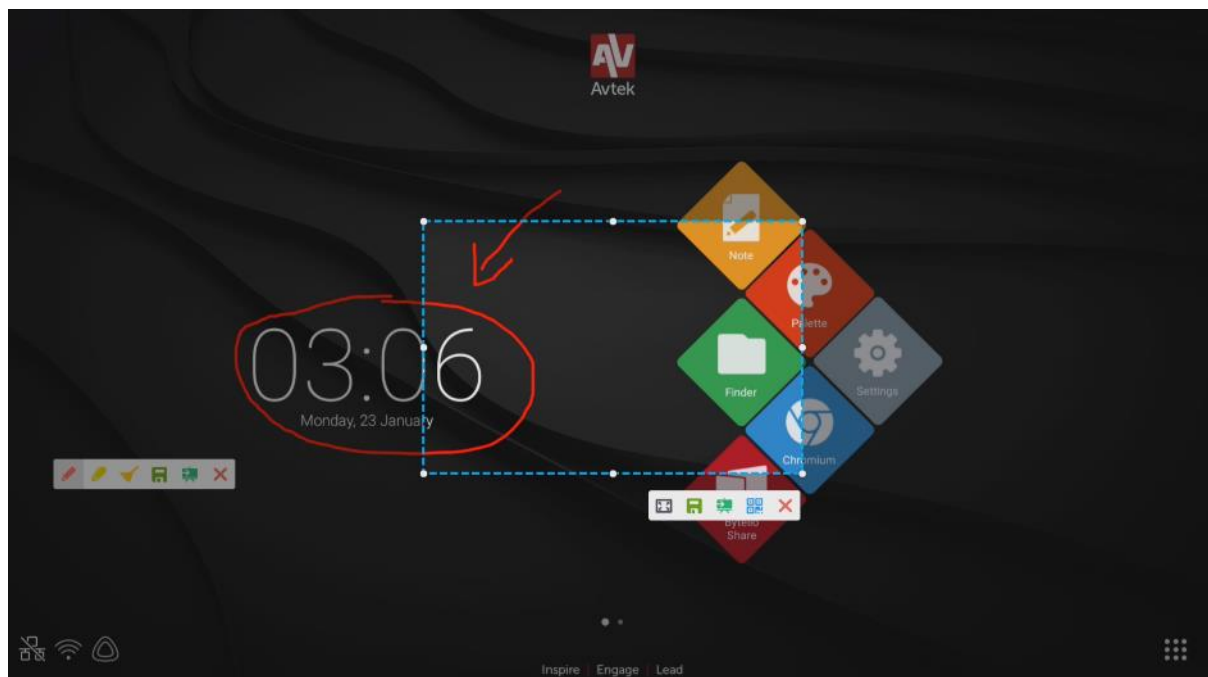 AV
Avtek
Note
Palette
03:06
Finder
Settings
Monday, 23 January
Chromium
Bytello
Share
Inspire | Engage | Lead